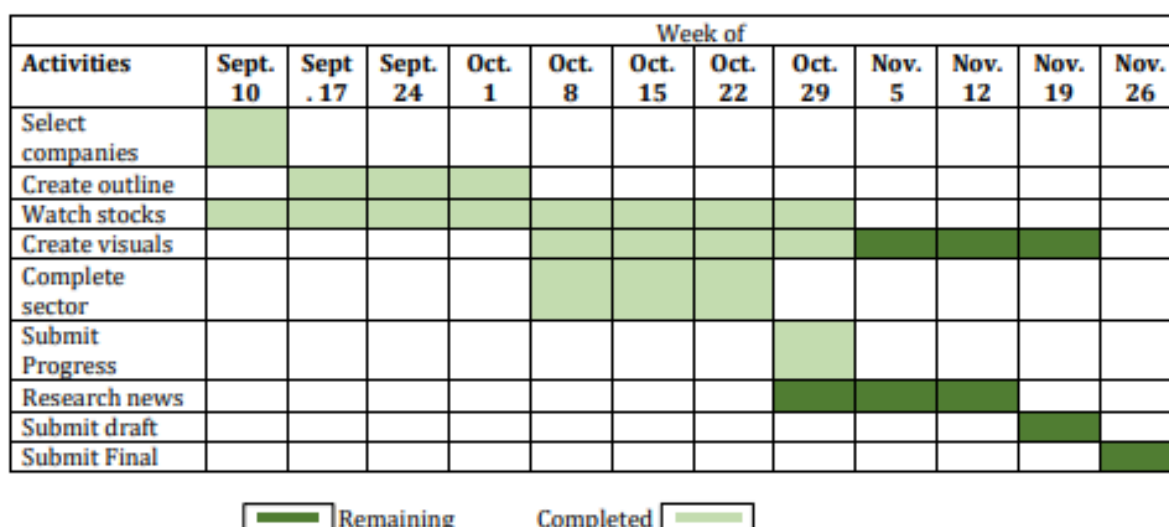 Week of
Activities Sept. 10 Sept . 17 Sept. 24 Oct. 1 Oct. 8 Oct. 15 Oct. 22 Oct. 29 Nov. 5 Nov. 12 Nov. 19 Nov. 26
Select
companies
Create outline
Watch stocks
Create visuals
Complete
sector
Submit
Progress
Research news
Submit draft
Submit Final
Remaining Completed